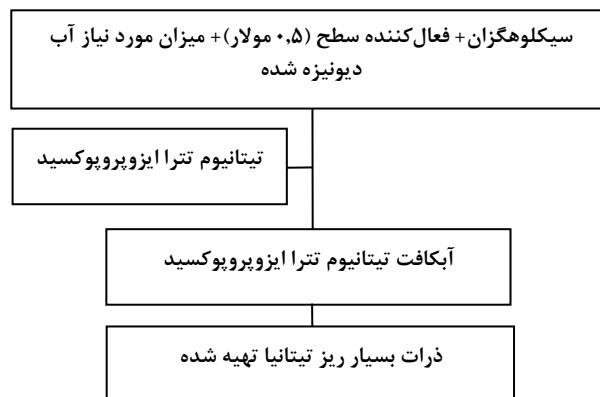 سیکلوهگزان+ فعال‌کننده سطح (۰,۵ مولار)+ میزان مورد نیاز آب
دیونیزه شده
تیتانیوم تترا ایزوپروپوکسید
آبکافت تیتانیوم تترا ایزوپروپوکسید
ذرات بسیار ریز تیتانیا تهیه شده